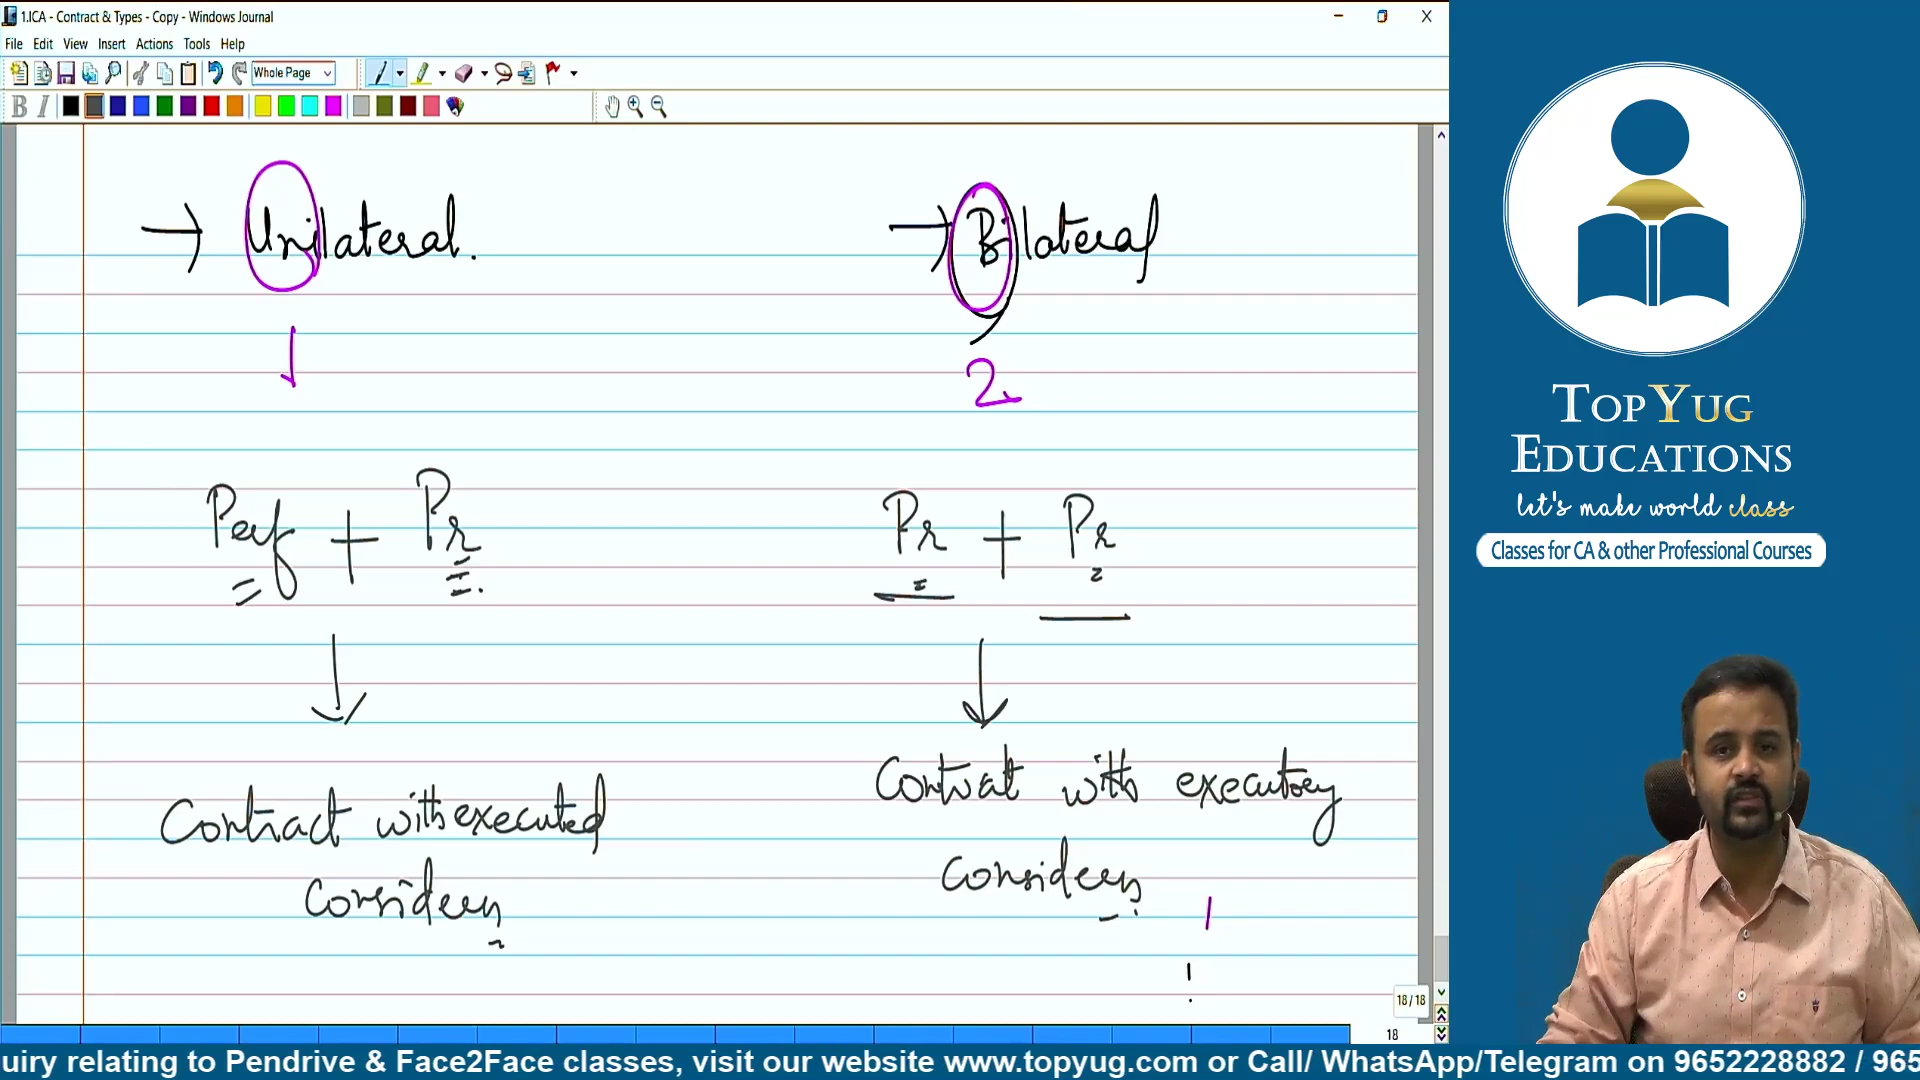 1.ICA - Contract & Types - Copy - Windows Journal
File Edit View Insert Actions Tools Help
Whole Page
B I
→ Unilateral.
→ Bilateral
1
2
Perf + Pr
Pr + Pr
Contract with executed
Contract with executory
18 / 18
18
TOPYUG
EDUCATIONS
let's make world class
Classes for CA & other Professional Courses
quiry relating to Pendrive & Face2Face classes, visit our website www.topyug.com or Call/ WhatsApp/Telegram on 9652228882 / 965